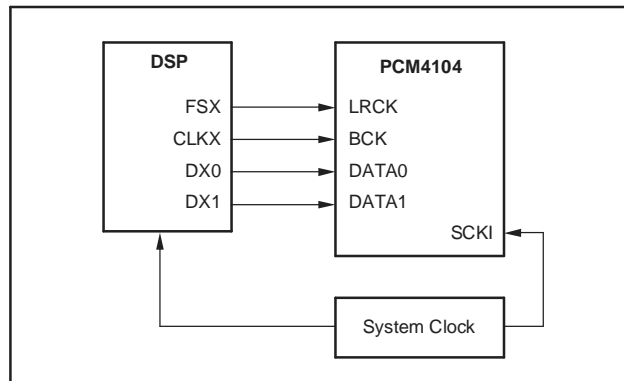 DSP
FSX
CLKX
DX0
DX1
PCM4104
LRCK
BCK
DATA0
DATA1
SCKI
System Clock